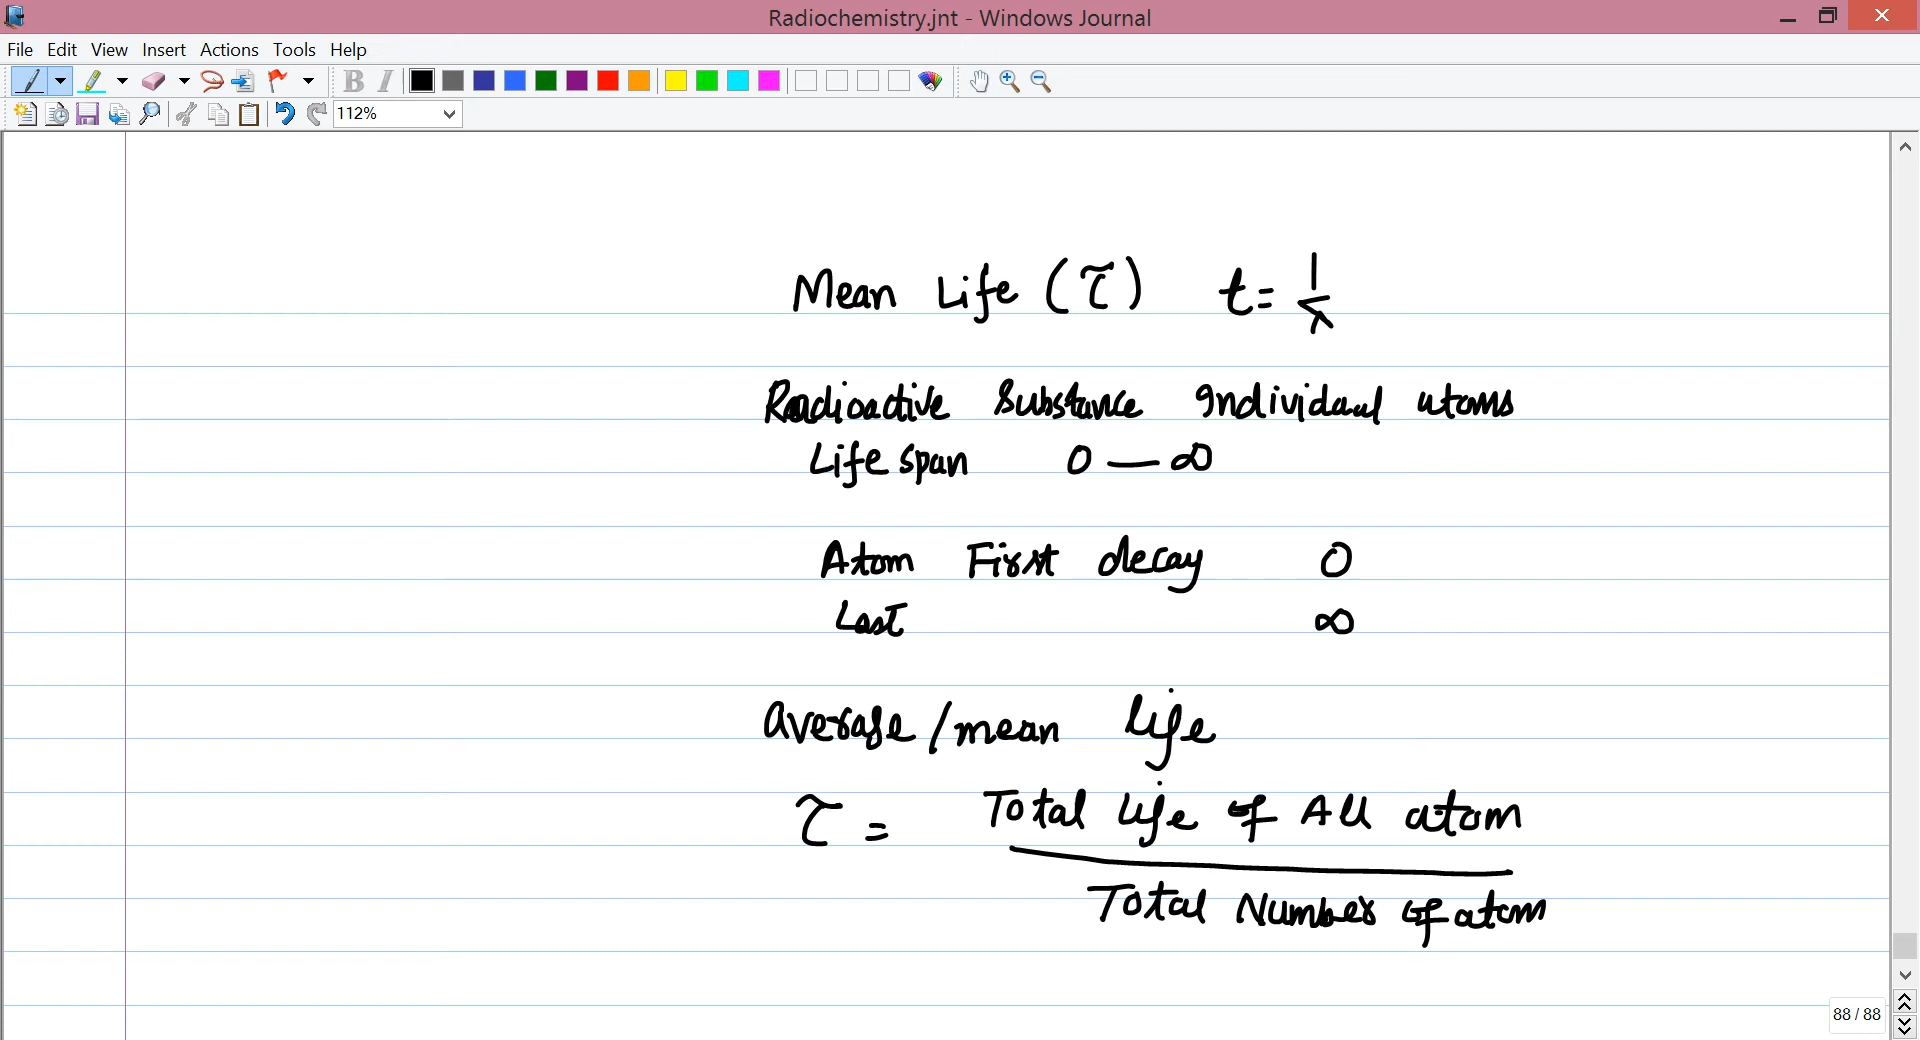 Radiochemistry.jnt - Windows Journal
File Edit View Insert Actions Tools Help
B I
112%
Mean Life (τ) t = 1/λ
Radioactive Substance Individaul atoms
Life span 0 — ∞
Atom First decay 0
Last ∞
Average/mean life
τ = Total life of All atom
Total Number of atom
88 / 88